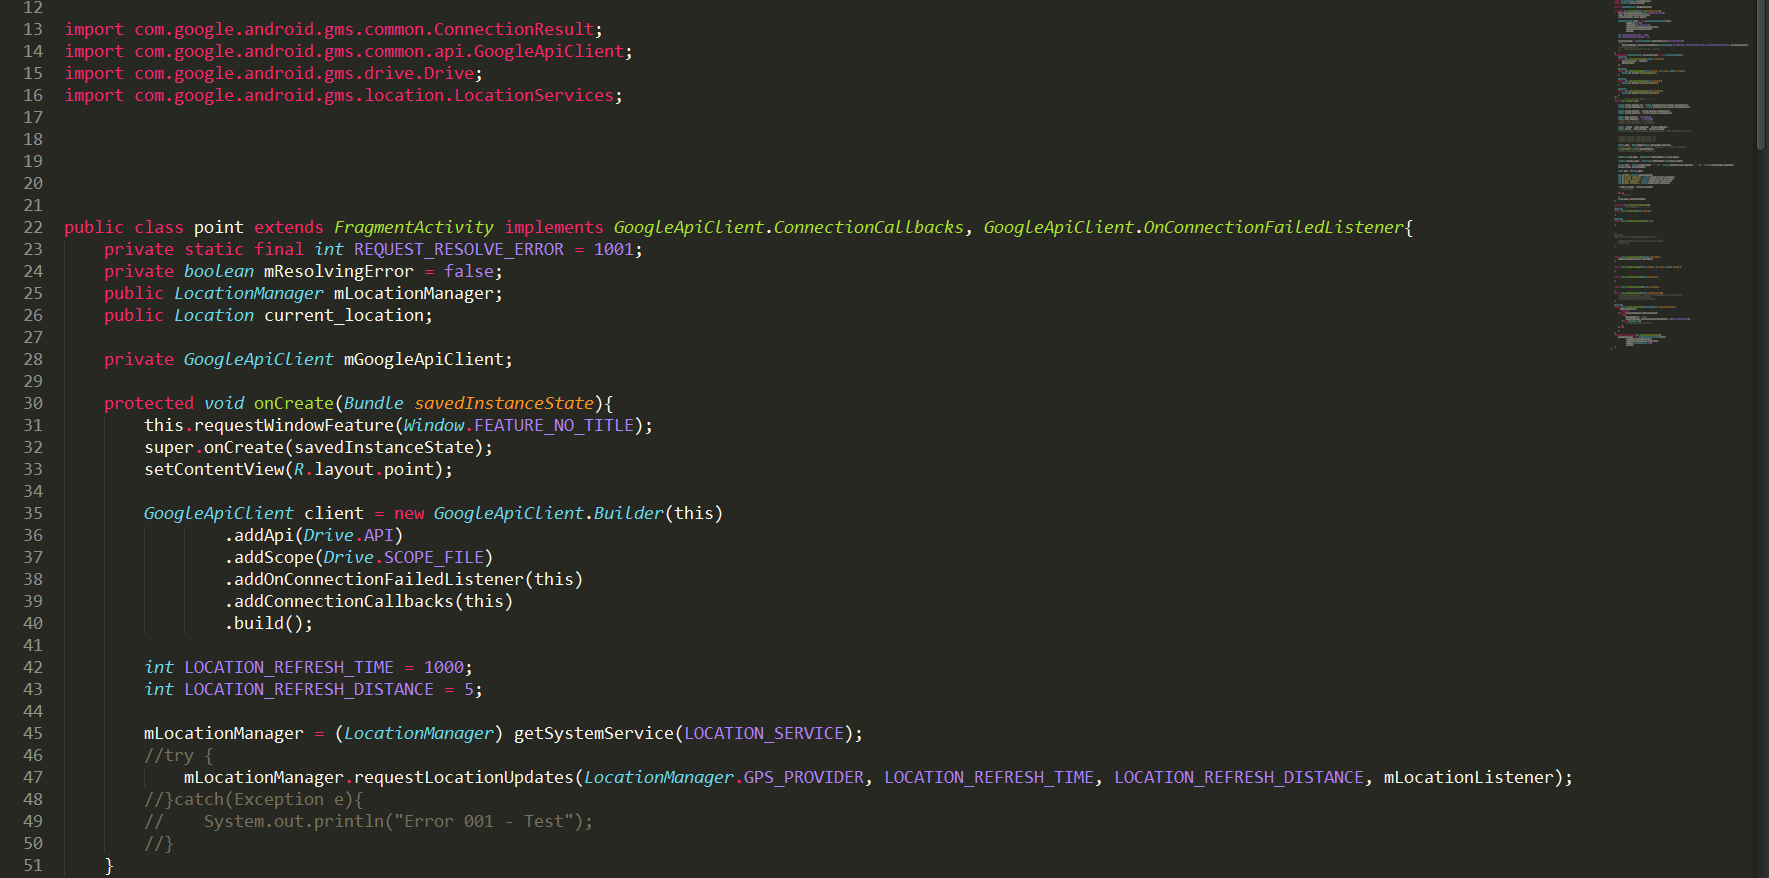 12
13 import com.google.android.gms.common.ConnectionResult;
14 import com.google.android.gms.common.api.GoogleApiClient;
15 import com.google.android.gms.drive.Drive;
16 import com.google.android.gms.location.LocationServices;
17
18
19
20
21
22 public class point extends FragmentActivity implements GoogleApiClient.ConnectionCallbacks, GoogleApiClient.OnConnectionFailedListener{
23     private static final int REQUEST_RESOLVE_ERROR = 1001;
24     private boolean mResolvingError = false;
25     public LocationManager mLocationManager;
26     public Location current_location;
27
28     private GoogleApiClient mGoogleApiClient;
29
30     protected void onCreate(Bundle savedInstanceState){
31         this.requestWindowFeature(Window.FEATURE_NO_TITLE);
32         super.onCreate(savedInstanceState);
33         setContentView(R.layout.point);
34
35         GoogleApiClient client = new GoogleApiClient.Builder(this)
36                 .addApi(Drive.API)
37                 .addScope(Drive.SCOPE_FILE)
38                 .addOnConnectionFailedListener(this)
39                 .addConnectionCallbacks(this)
40                 .build();
41
42         int LOCATION_REFRESH_TIME = 1000;
43         int LOCATION_REFRESH_DISTANCE = 5;
44
45         mLocationManager = (LocationManager) getSystemService(LOCATION_SERVICE);
46         //try {
47             mLocationManager.requestLocationUpdates(LocationManager.GPS_PROVIDER, LOCATION_REFRESH_TIME, LOCATION_REFRESH_DISTANCE, mLocationListener);
48         //}catch(Exception e){
49         //    System.out.println("Error 001 - Test");
50         //}
51     }